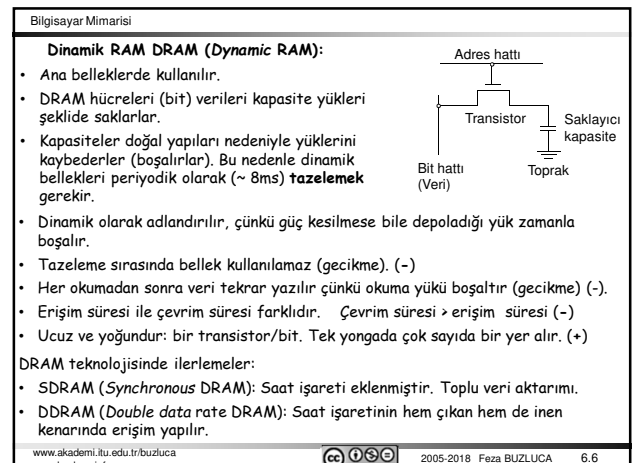 Bilgisayar Mimarisi
Dinamik RAM DRAM (Dynamic RAM):
• Ana belleklerde kullanılır.
• DRAM hücreleri (bit) verileri kapasite yükleri
şeklide saklarlar.
• Kapasiteler doğal yapıları nedeniyle yüklerini
kaybederler (boşalırlar). Bu nedenle dinamik
bellekleri periyodik olarak (~ 8ms) tazelemek
gerekir.
Adres hattı
Transistor
Saklayıcı
kapasite
Bit hattı
(Veri)
Toprak
• Dinamik olarak adlandırılır, çünkü güç kesilmese bile depoladığı yük zamanla
boşalır.
• Tazeleme sırasında bellek kullanılamaz (gecikme). (-)
• Her okumadan sonra veri tekrar yazılır çünkü okuma yükü boşaltır (gecikme) (-).
• Erişim süresi ile çevrim süresi farklıdır. Çevrim süresi > erişim süresi (-)
• Ucuz ve yoğundur: bir transistor/bit. Tek yongada çok sayıda bir yer alır. (+)
DRAM teknolojisinde ilerlemeler:
• SDRAM (Synchronous DRAM): Saat işareti eklenmiştir. Toplu veri aktarımı.
• DDRAM (Double data rate DRAM): Saat işaretinin hem çıkan hem de inen
kenarında erişim yapılır.
www.akademi.itu.edu.tr/buzluca
2005-2018 Feza BUZLUCA 6.6